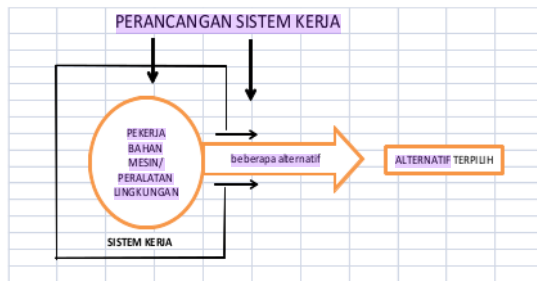 PERANCANGAN SISTEM KERJA
PEKERJA
BAHAN
MESIN/
PERALATAN
LINGKUNGAN
beberapa alternatif
ALTERNATIF TERPILIH
SISTEM KERJA